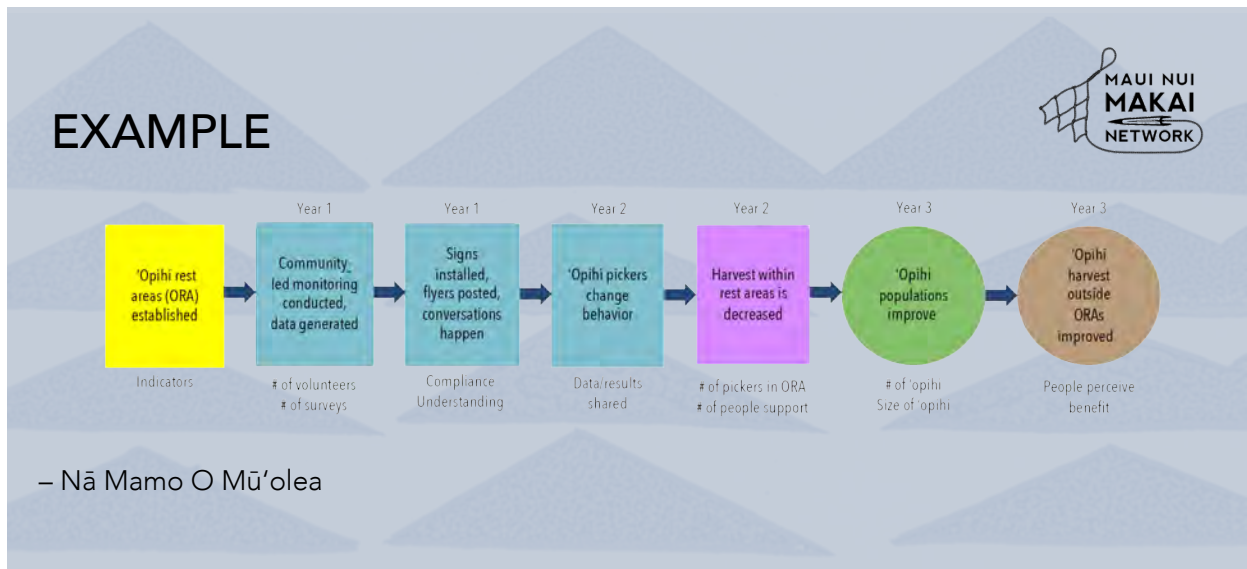 MAUI NUI
MAKAI
NETWORK
EXAMPLE
Year 1
Year 1
Year 2
Year 2
Year 3
Year 3
'Opihi rest
areas (ORA)
established
Community-
led monitoring
conducted,
data generated
Signs
installed,
flyers posted,
conversations
happen
'Opihi pickers
change
behavior
Harvest within
rest areas is
decreased
'Opihi
populations
improve
'Opihi
harvest
outside
ORAs
improved
Indicators
# of volunteers
# of surveys
Compliance
Understanding
Data/results
shared
# of pickers in ORA
# of people support
# of 'opihi
Size of 'opihi
People perceive
benefit
– Nā Mamo O Mū‘olea